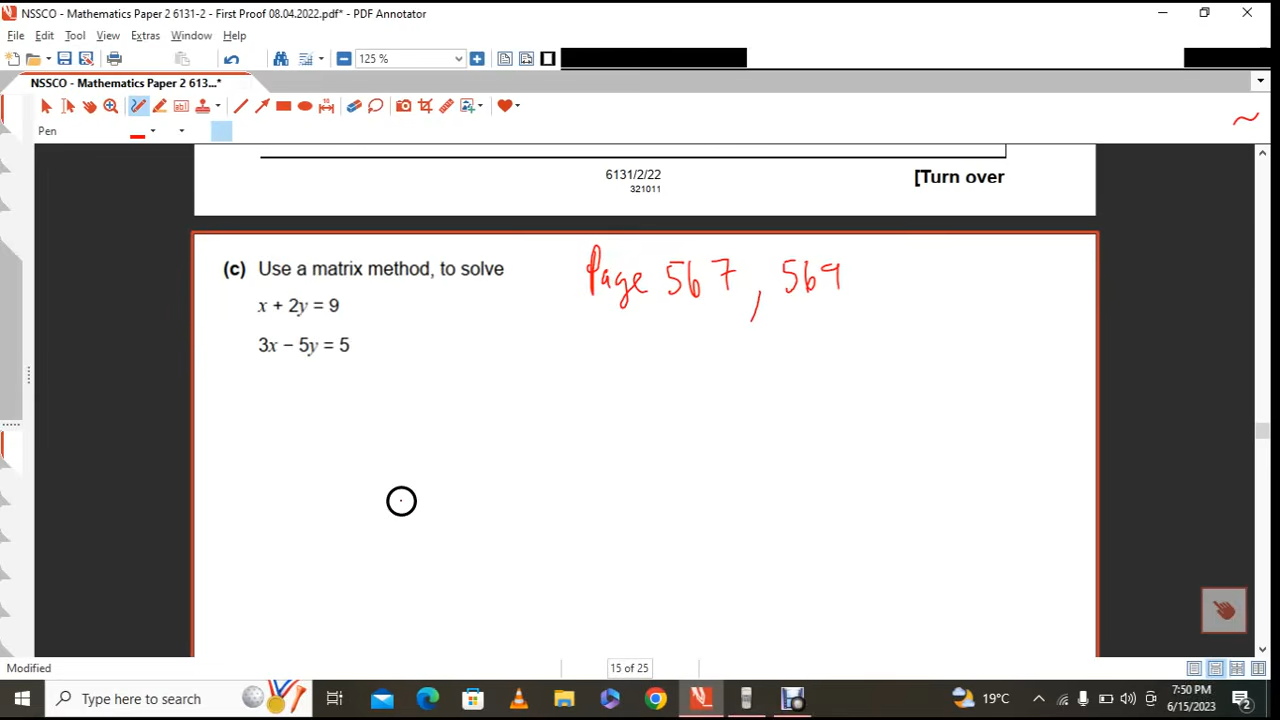 NSSCO - Mathematics Paper 2 6131-2 - First Proof 08.04.2022.pdf* - PDF Annotator
File Edit Tool View Extras Window Help
125 %
NSSCO - Mathematics Paper 2 613...*
Pen
6131/2/22
321011
[Turn over
(c) Use a matrix method, to solve
x + 2y = 9
3x − 5y = 5
Page 567 , 569
Modified
15 of 25
Type here to search
19°C
7:50 PM
6/15/2023
2